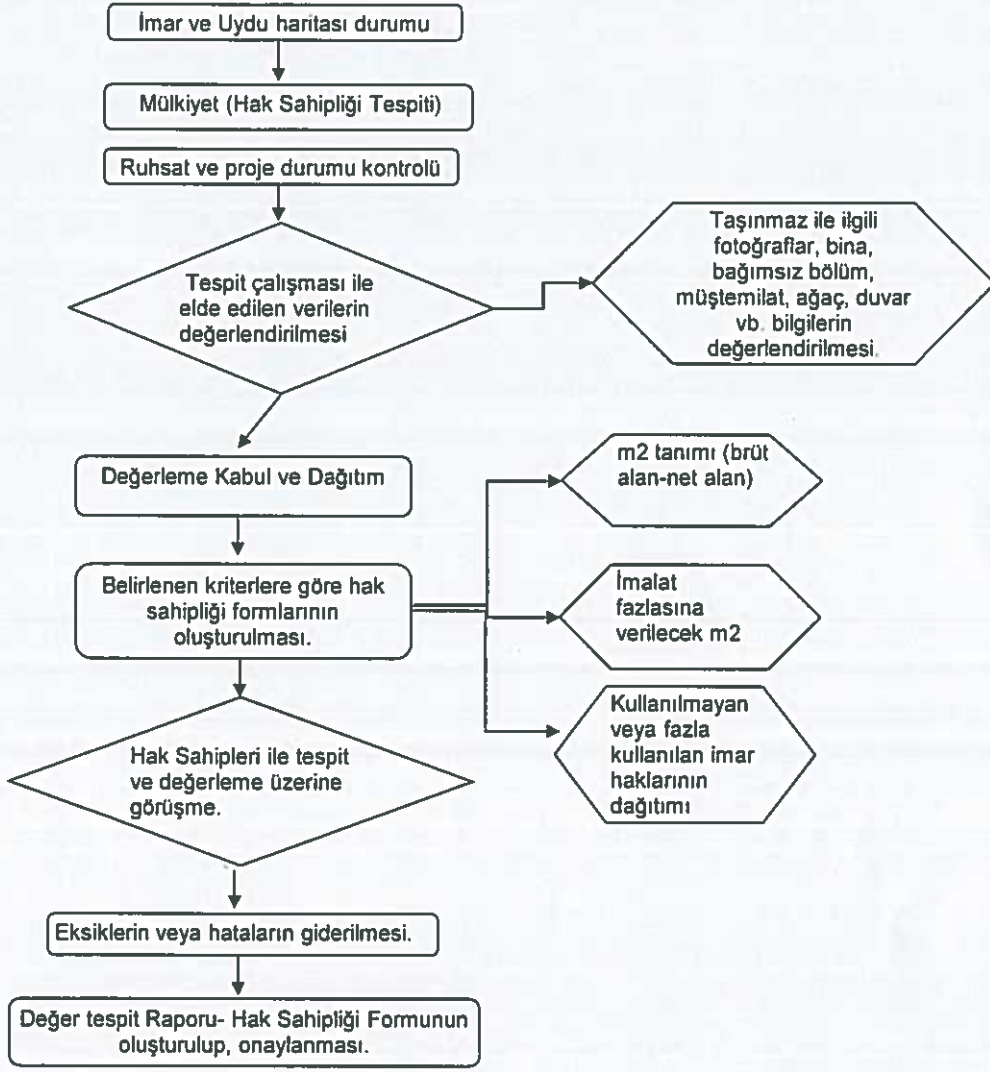 İmar ve Uydu haritası durumu
Mülkiyet (Hak Sahipliği Tespiti)
Ruhsat ve proje durumu kontrolü
Tespit çalışması ile
elde edilen verilerin
değerlendirilmesi
Taşınmaz ile ilgili
fotoğraflar, bina,
bağımsız bölüm,
müştemilat, ağaç, duvar
vb. bilgilerin
değerlendirilmesi.
Değerleme Kabul ve Dağıtım
m2 tanımı (brüt
alan-net alan)
Belirlenen kriterlere göre hak
sahipliği formlarının
oluşturulması.
İmalat
fazlasına
verilecek m2
Kullanılmayan
veya fazla
kullanılan imar
haklarının
dağıtımı
Hak Sahipleri ile tespit
ve değerleme üzerine
görüşme.
Eksiklerin veya hataların giderilmesi.
Değer tespit Raporu- Hak Sahipliği Formunun
oluşturulup, onaylanması.